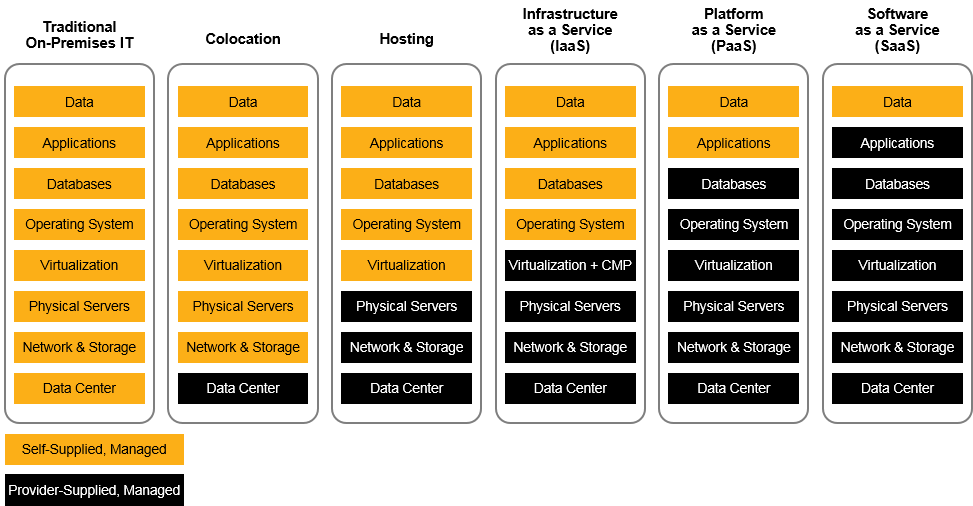 Traditional
On-Premises IT
Colocation
Hosting
Infrastructure
as a Service
(IaaS)
Platform
as a Service
(PaaS)
Software
as a Service
(SaaS)
Data
Applications
Databases
Operating System
Virtualization
Physical Servers
Network & Storage
Data Center
Data
Applications
Databases
Operating System
Virtualization
Physical Servers
Network & Storage
Data Center
Data
Applications
Databases
Operating System
Virtualization
Physical Servers
Network & Storage
Data Center
Data
Applications
Databases
Operating System
Virtualization + CMP
Physical Servers
Network & Storage
Data Center
Data
Applications
Databases
Operating System
Virtualization
Physical Servers
Network & Storage
Data Center
Data
Applications
Databases
Operating System
Virtualization
Physical Servers
Network & Storage
Data Center
Self-Supplied, Managed
Provider-Supplied, Managed